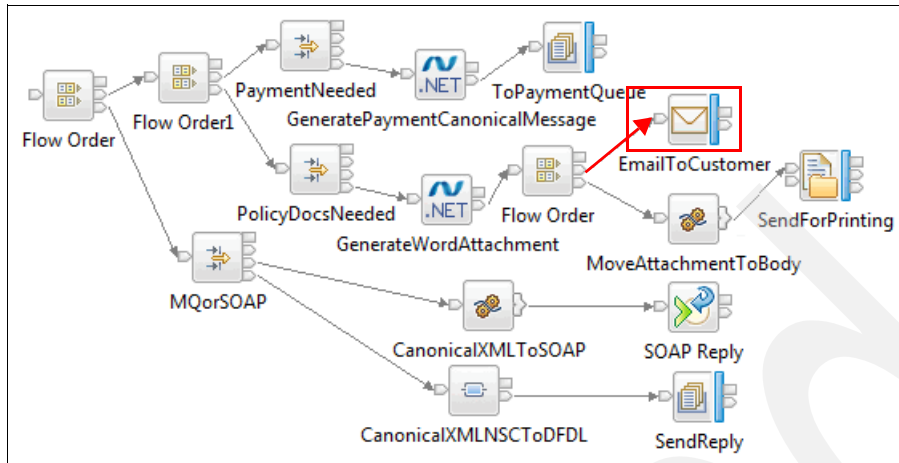 PaymentNeeded
.NET
ToPaymentQueue
Flow Order
Flow Order1
GeneratePaymentCanonicalMessage
EmailToCustomer
PolicyDocsNeeded
.NET
Flow Order
SendForPrinting
GenerateWordAttachment
MoveAttachmentToBody
MQorSOAP
CanonicalXMLToSOAP
SOAP Reply
CanonicalXMLNSCToDFDL
SendReply